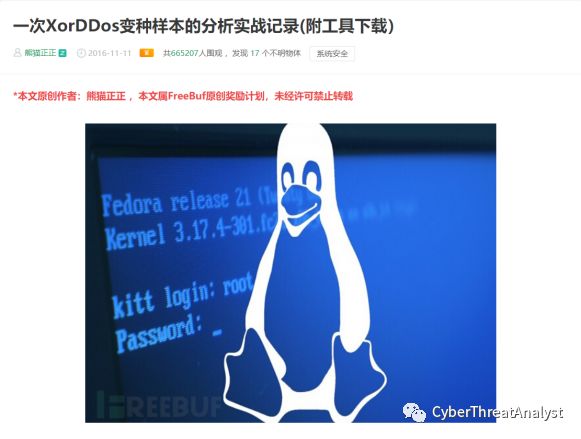 一次XorDDos变种样本的分析实战记录(附工具下载)
熊猫正正 2 2016-11-11 共665207人围观 ，发现 17 个不明物体 系统安全
*本文原创作者：熊猫正正 ，本文属FreeBuf原创奖励计划，未经许可禁止转载
Fedora release 21
Kernel 3.17.4-301.fc
kitt login: root
Password: _
REEBUF
CyberThreatAnalyst